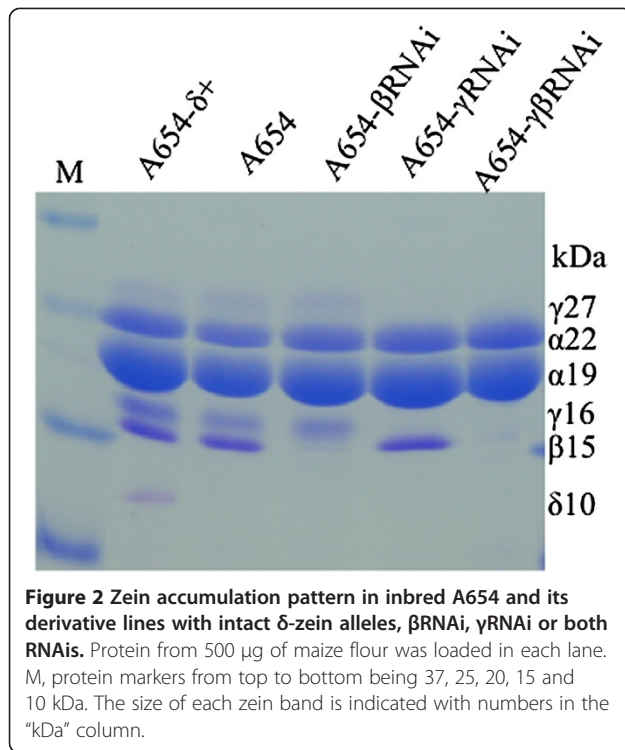 M
A654-δ+
A654
A654-βRNAi
A654-γRNAi
A654-γβRNAi
kDa
γ27
α22
α19
γ16
β15
δ10
Figure 2 Zein accumulation pattern in inbred A654 and its
derivative lines with intact δ-zein alleles, βRNAi, γRNAi or both
RNAis. Protein from 500 μg of maize flour was loaded in each lane.
M, protein markers from top to bottom being 37, 25, 20, 15 and
10 kDa. The size of each zein band is indicated with numbers in the
“kDa” column.